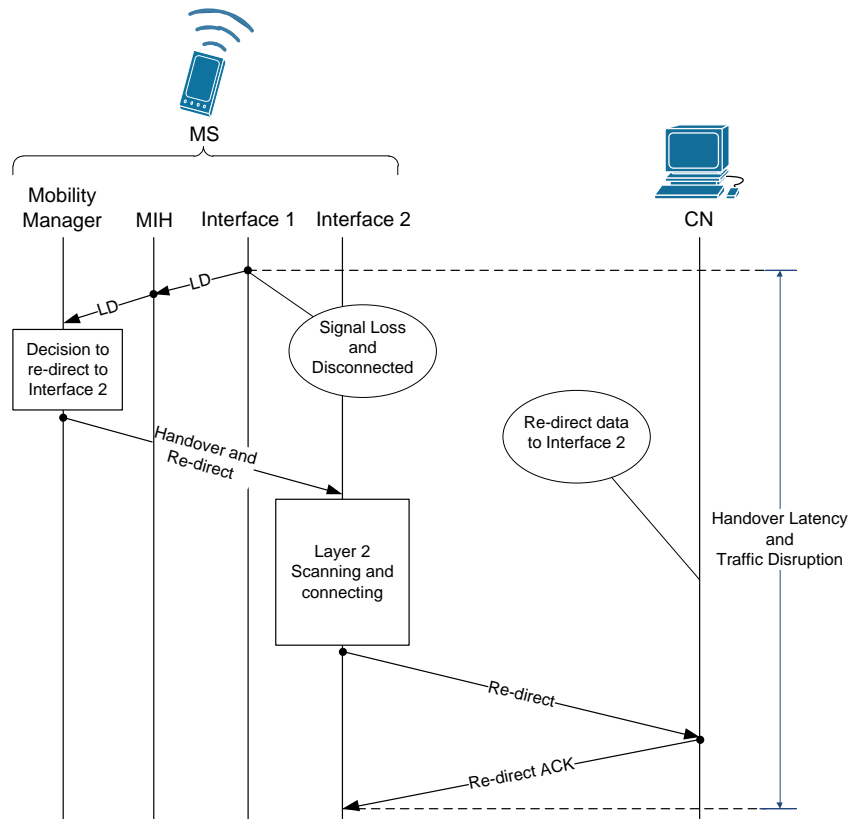 MS
Mobility
Manager
MIH
Interface 1
Interface 2
CN
LD
LD
Signal Loss
and
Disconnected
Decision to
re-direct to
Interface 2
Re-direct data
to Interface 2
Handover and
Re-direct
Handover Latency
and
Traffic Disruption
Layer 2
Scanning and
connecting
Re-direct
Re-direct ACK